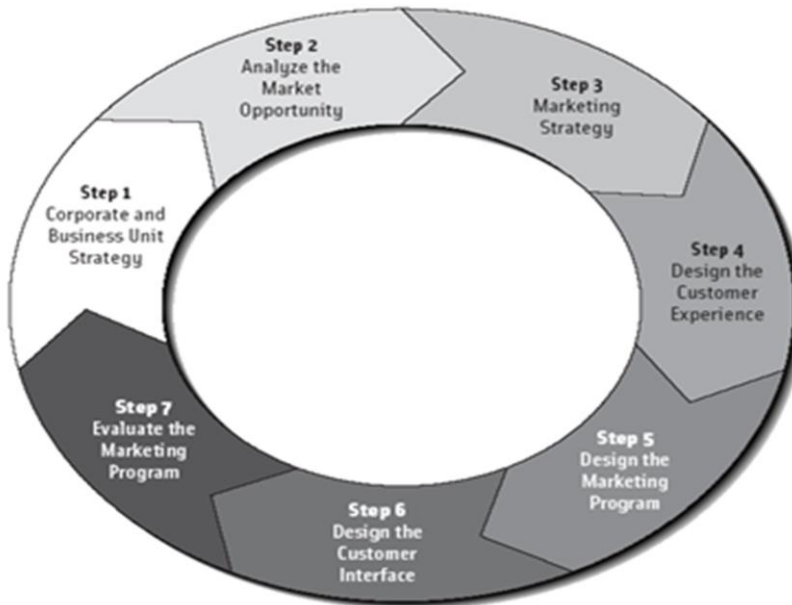 Step 1
Corporate and
Business Unit
Strategy
Step 2
Analyze the
Market
Opportunity
Step 3
Marketing
Strategy
Step 4
Design the
Customer
Experience
Step 5
Design the
Marketing
Program
Step 6
Design the
Customer
Interface
Step 7
Evaluate the
Marketing
Program